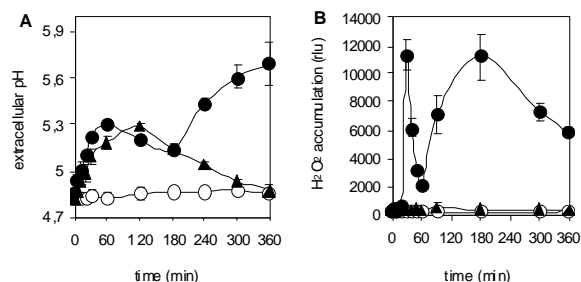 A
B
extracellular pH
5,9
5,6
5,3
5
4,7
0 60 120 180 240 300 360
time (min)
H2O2 accumulation (rlu)
14000
12000
10000
8000
6000
4000
2000
0
0 60 120 180 240 300 360
time (min)